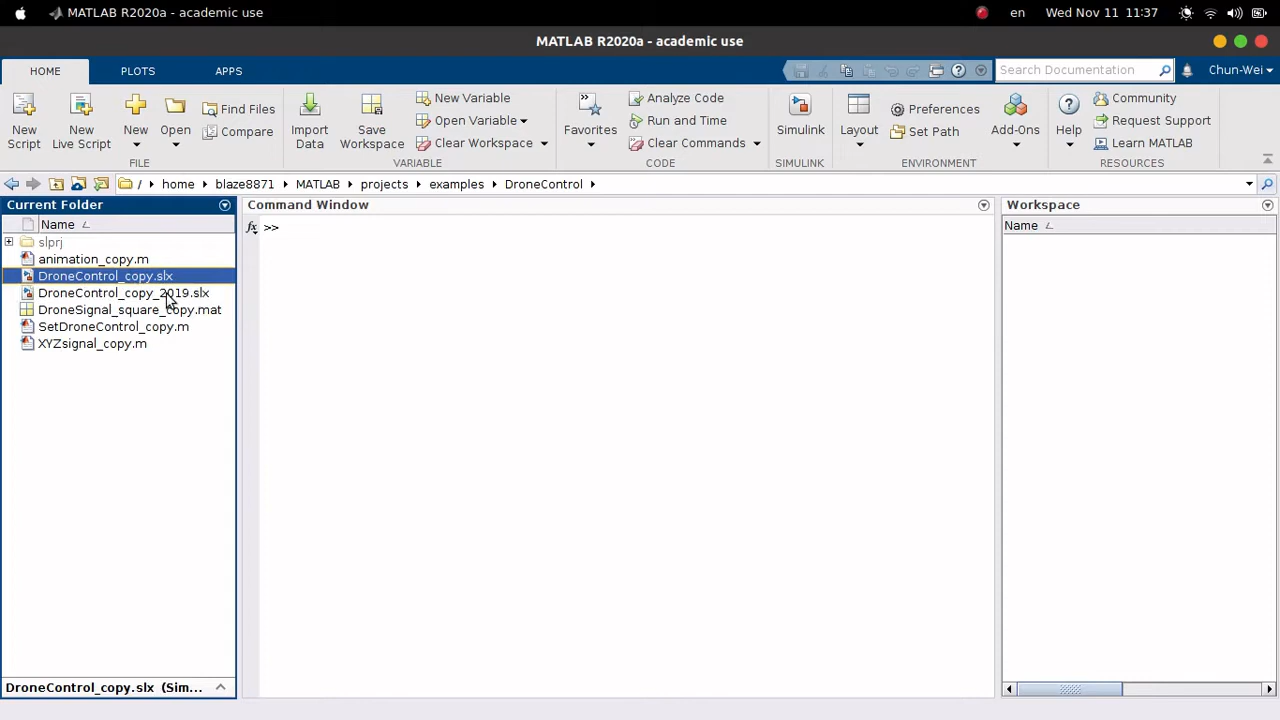 MATLAB R2020a - academic use
en
Wed Nov 11 11:37
MATLAB R2020a - academic use
HOME
PLOTS
APPS
Search Documentation
Chun-Wei
New Script
New Live Script
New
Open
Find Files
Compare
FILE
Import Data
Save Workspace
New Variable
Open Variable
Clear Workspace
VARIABLE
Favorites
Analyze Code
Run and Time
Clear Commands
CODE
Simulink
SIMULINK
Layout
Preferences
Set Path
Add-Ons
ENVIRONMENT
Help
Community
Request Support
Learn MATLAB
RESOURCES
/ home blaze8871 MATLAB projects examples DroneControl
Current Folder
Name
slprj
animation_copy.m
DroneControl_copy.slx
DroneControl_copy_2019.slx
DroneSignal_square_copy.mat
SetDroneControl_copy.m
XYZsignal_copy.m
DroneControl_copy.slx (Sim...
Command Window
fx >>
Workspace
Name